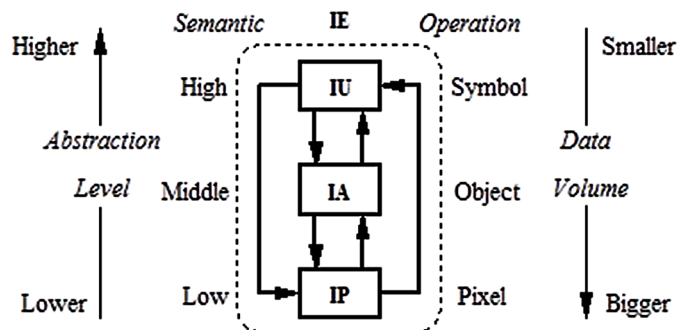 Semantic IE Operation
Higher Smaller
High IU Symbol
Abstraction Data
Level Middle IA Object Volume
Lower Low IP Pixel Bigger